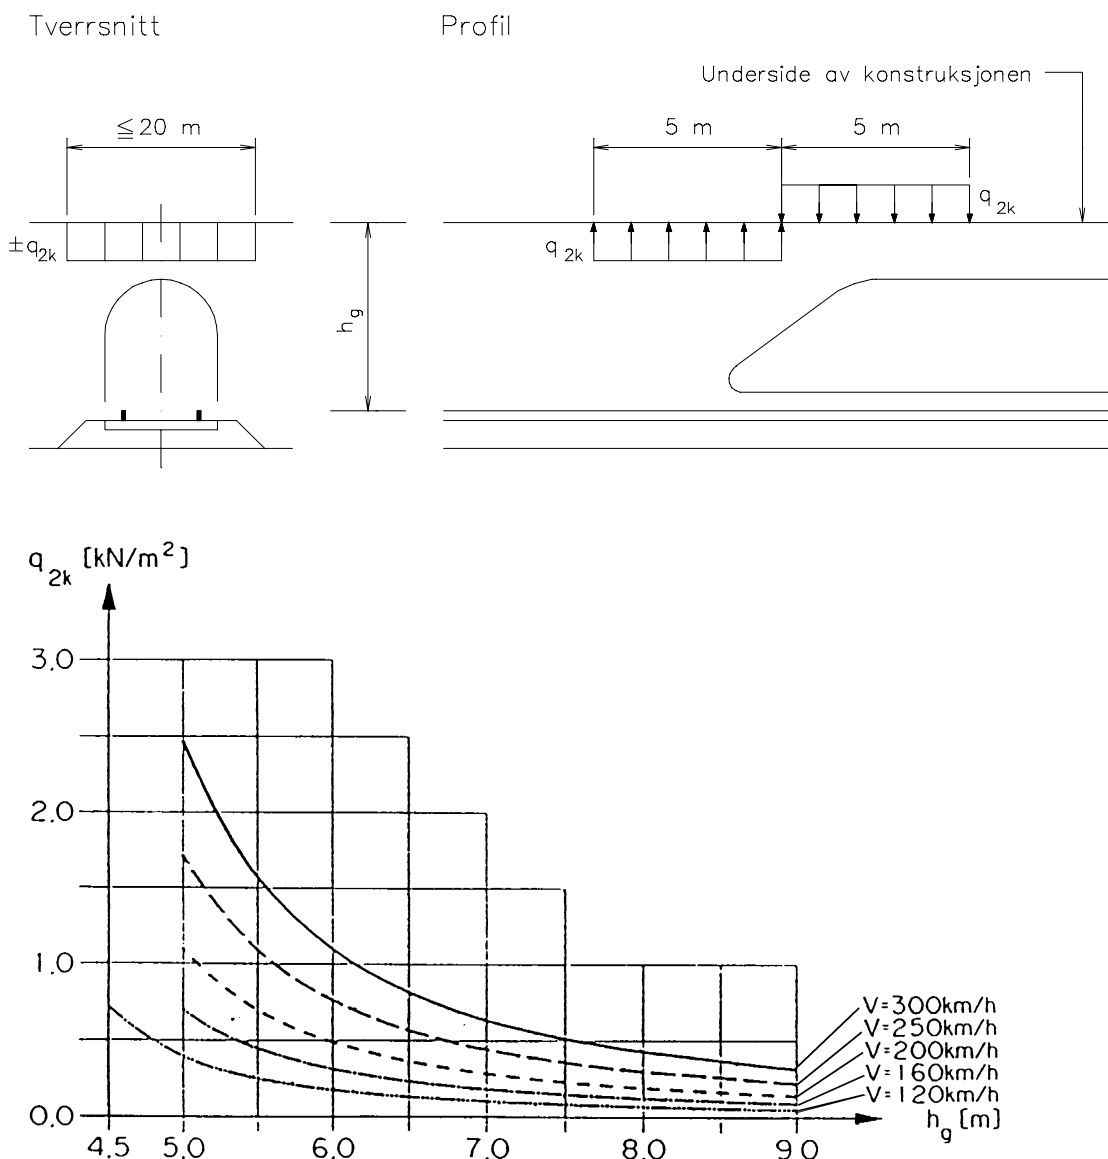 Tverrsnitt
Profil
Underside av konstruksjonen
≦20 m
5 m
5 m
q2k
±q2k
q2k
hg
q2k [kN/m²]
3,0
2.0
1.0
0.0
4,5
5.0
6.0
7.0
8.0
9.0
V=300km/h
V=250km/h
V=200km/h
V=160km/h
V=120km/h
hg [m]